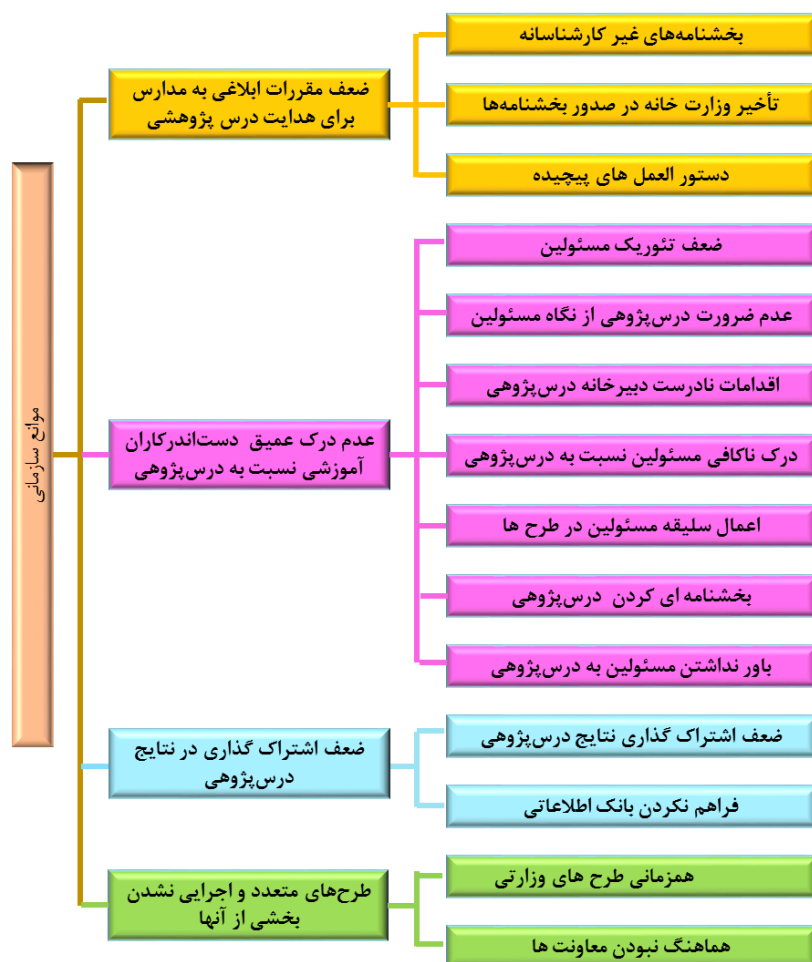 موانع سازمانی
ضعف مقررات ابلاغی به مدارس
برای هدایت درس پژوهشی
بخشنامه‌های غیر کارشناسانه
تأخیر وزارت خانه در صدور بخشنامه‌ها
دستور العمل های پیچیده
عدم درک عمیق دست‌اندرکاران
آموزشی نسبت به درس‌پژوهی
ضعف تئوریک مسئولین
عدم ضرورت درس‌پژوهی از نگاه مسئولین
اقدامات نادرست دبیرخانه درس‌پژوهی
درک ناکافی مسئولین نسبت به درس‌پژوهی
اعمال سلیقه مسئولین در طرح ها
بخشنامه ای کردن درس‌پژوهی
باور نداشتن مسئولین به درس‌پژوهی
ضعف اشتراک گذاری در نتایج
درس‌پژوهی
ضعف اشتراک گذاری نتایج درس‌پژوهی
فراهم نکردن بانک اطلاعاتی
طرح‌های متعدد و اجرایی نشدن
بخشی از آنها
همزمانی طرح های وزارتی
هماهنگ نبودن معاونت ها